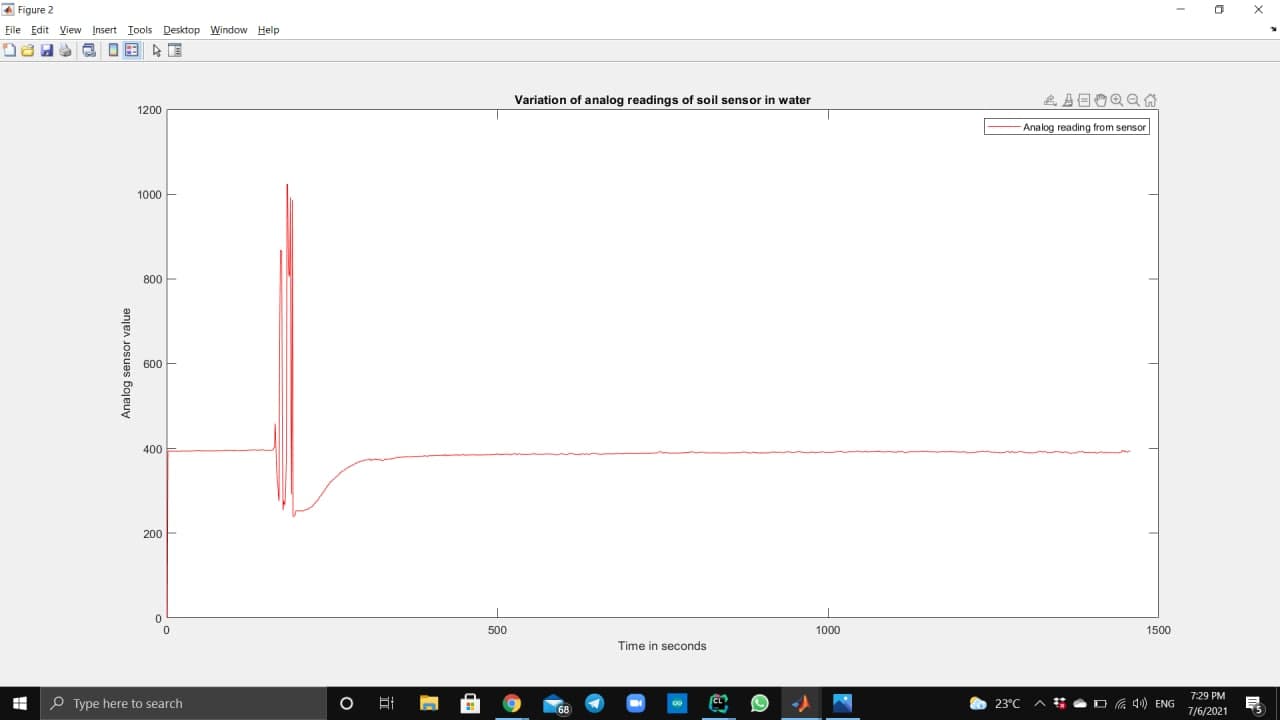 Figure 2
File Edit View Insert Tools Desktop Window Help
Variation of analog readings of soil sensor in water
Analog reading from sensor
1200
1000
800
600
400
200
0
Analog sensor value
0 500 1000 1500
Time in seconds
Type here to search
68
CL
23°C
ENG
7:29 PM
7/6/2021
5